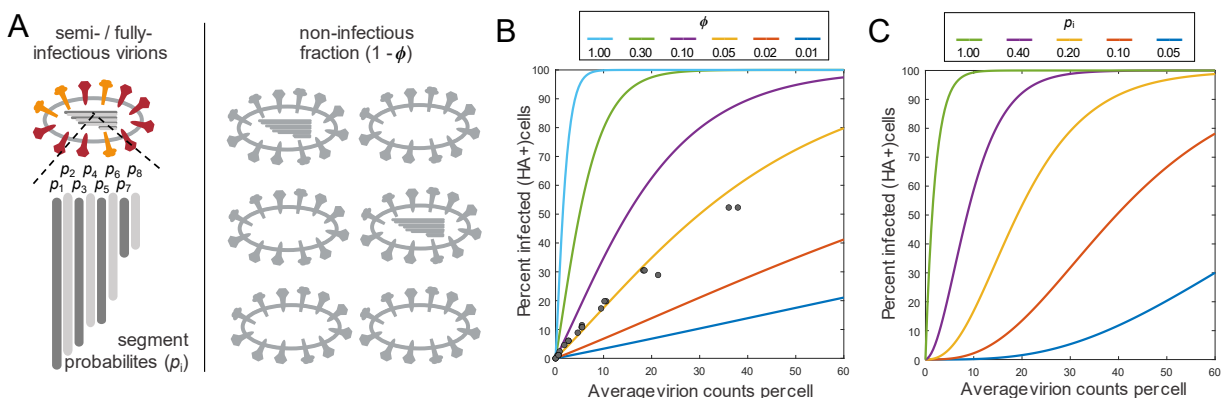 A
semi- / fully-
infectious virions
non-infectious
fraction (1 - ϕ)
p2 p4 p6 p8
p1 p3 p5 p7
segment
probabilites (pi)
B
ϕ
1.00 0.30 0.10 0.05 0.02 0.01
Percent infected (HA+)cells
100
90
80
70
60
50
40
30
20
10
0
0 10 20 30 40 50 60
Averagevirion counts percell
C
pi
1.00 0.40 0.20 0.10 0.05
Percent infected (HA+)cells
100
90
80
70
60
50
40
30
20
10
0
0 10 20 30 40 50 60
Averagevirion counts percell